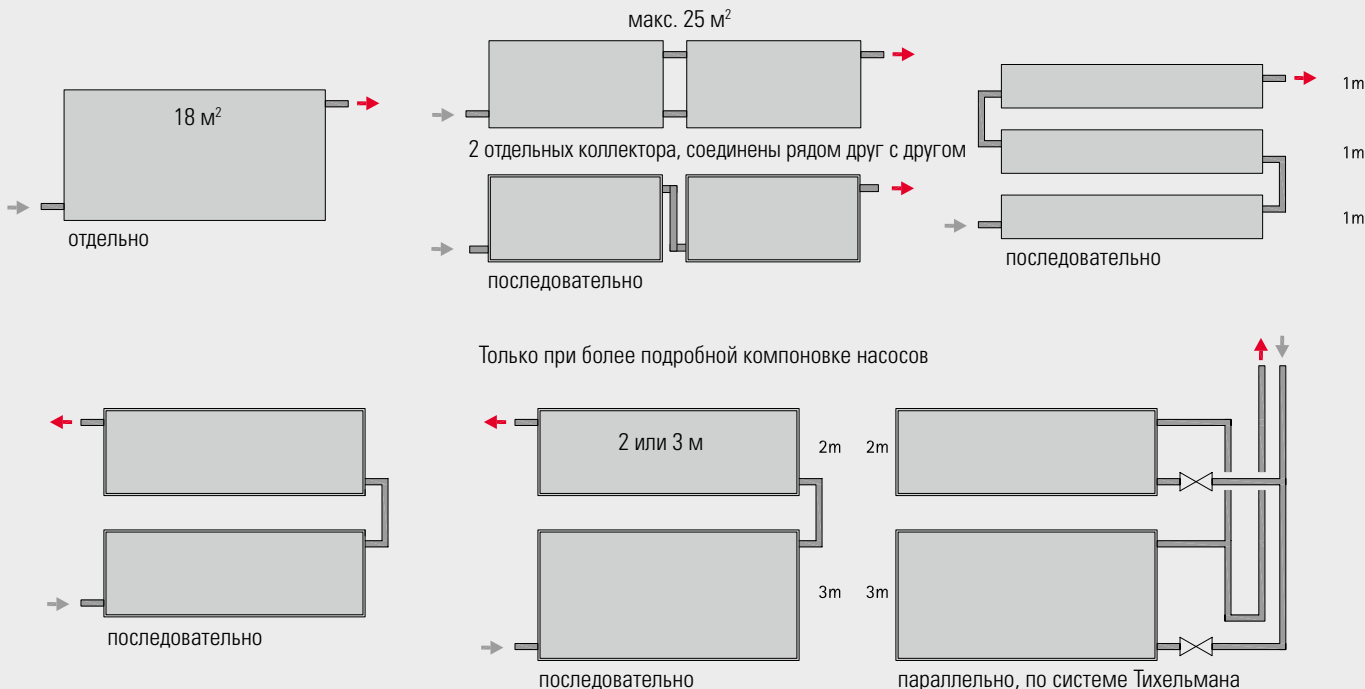 макс. 25 м²
18 м²
отдельно
2 отдельных коллектора, соединены рядом друг с другом
последовательно
1m
1m
1m
последовательно
Только при более подробной компоновке насосов
последовательно
2 или 3 м
2m
3m
последовательно
2m
3m
параллельно, по системе Тихельмана